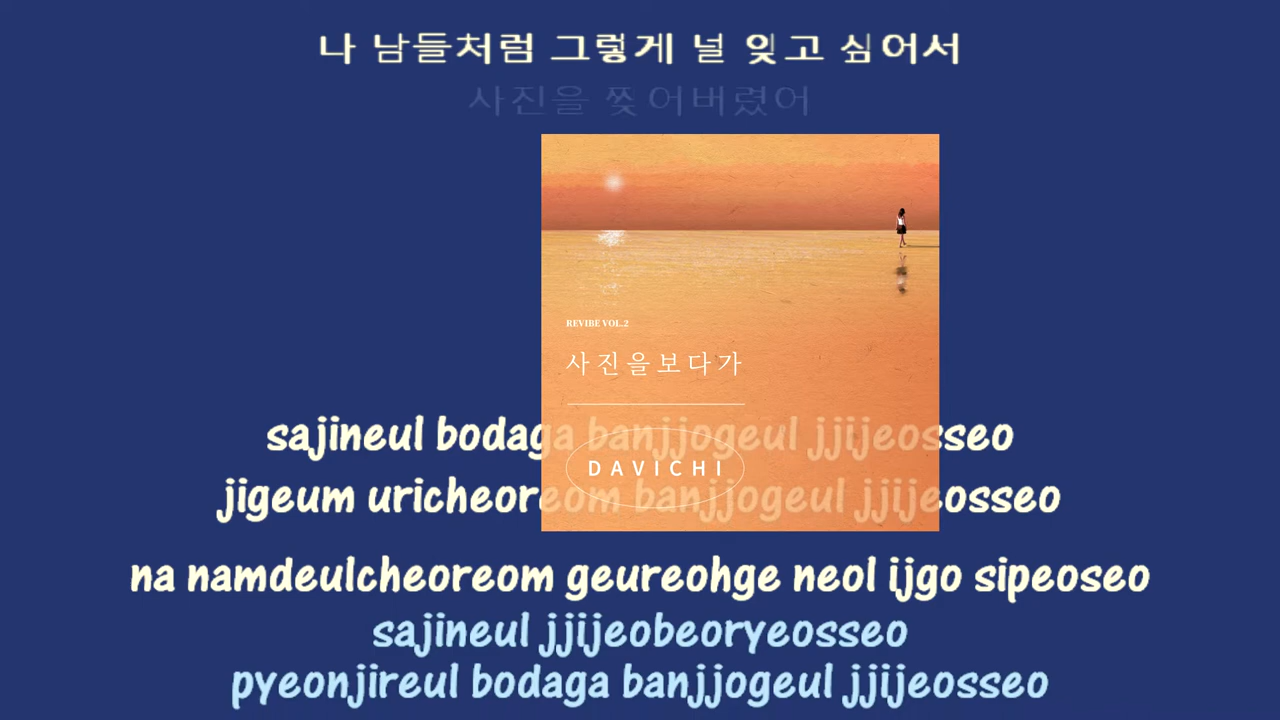 나 남들처럼 그렇게 널 잊고 싶어서
사진을 찢어버렸어
REVIBE VOL.2
사진을보다가
sajineul bodaga banjjogeul jjijeosseo
DAVICHI
jigeum uricheoreom banjjogeul jjijeosseo
na namdeulcheoreom geureohge neol ijgo sipeoseo
sajineul jjijeobeoryeosseo
pyeonjireul bodaga banjjogeul jjijeosseo